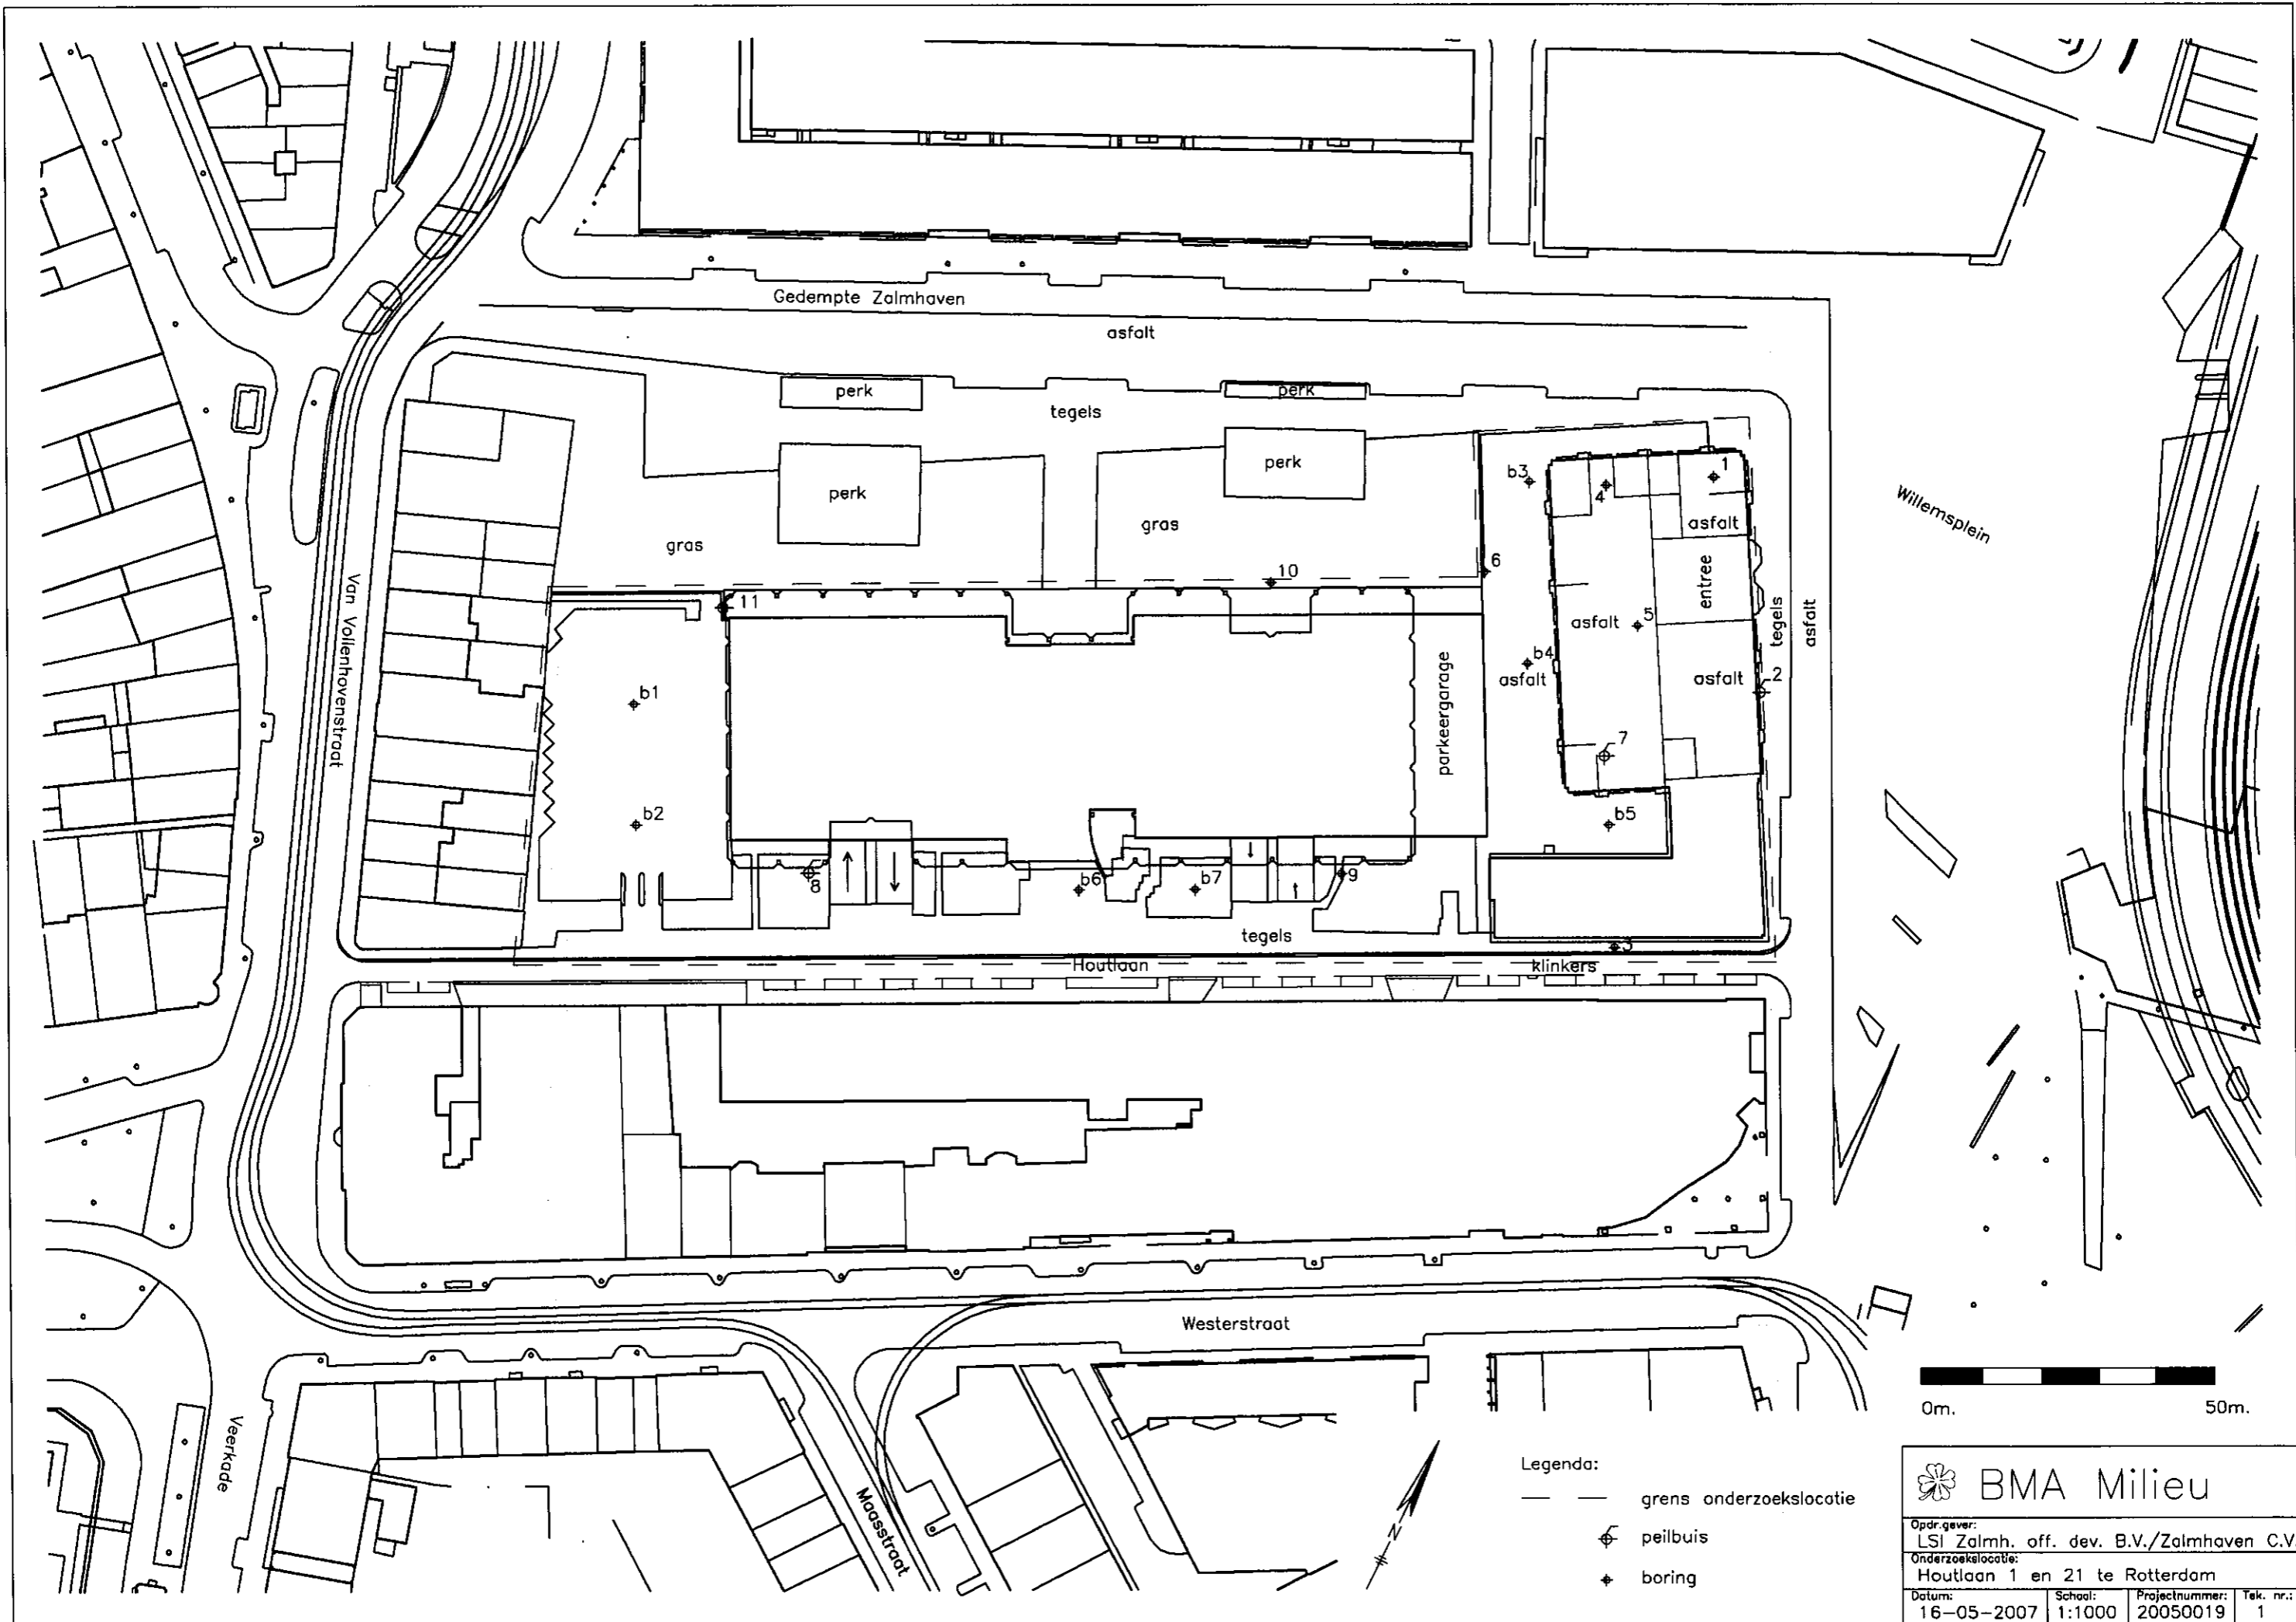 Gedempte Zalmhaven
asfalt
perk
perk
tegels
perk
perk
gras
gras
b3
4
1
asfalt
Willemsplein
10
6
11
entree
asfalt
5
tegels
asfalt
Van Vollenhovenstraat
b1
b4
asfalt
asfalt
2
parkeergarage
7
b2
b5
8
b6
b7
9
tegels
3
Houtlaan
klinkers
Westerstraat
Veerkade
Maasstraat
0m.
50m.
N
Legenda:
grens onderzoekslocatie
peilbuis
boring
BMA Milieu
Opdr.gever:
LSI Zalmh. off. dev. B.V./Zalmhaven C.V.
Onderzoekslocatie:
Houtlaan 1 en 21 te Rotterdam
Datum: Schaal: Projectnummer: Tek. nr.:
16-05-2007 1:1000 20050019 1